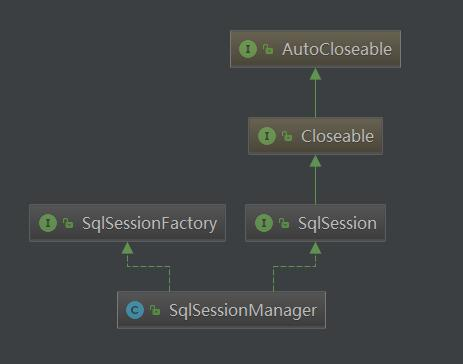 I AutoCloseable
I Closeable
I SqlSessionFactory
I SqlSession
C SqlSessionManager